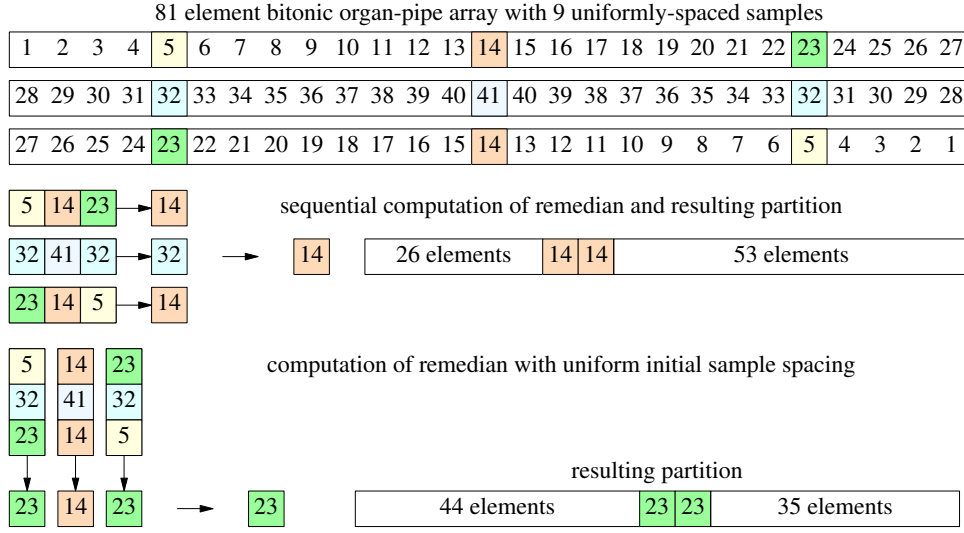 81 element bitonic organ-pipe array with 9 uniformly-spaced samples
1 2 3 4 5 6 7 8 9 10 11 12 13 14 15 16 17 18 19 20 21 22 23 24 25 26 27
28 29 30 31 32 33 34 35 36 37 38 39 40 41 40 39 38 37 36 35 34 33 32 31 30 29 28
27 26 25 24 23 22 21 20 19 18 17 16 15 14 13 12 11 10 9 8 7 6 5 4 3 2 1
5 14 23 14 sequential computation of remedian and resulting partition
32 41 32 32 14 26 elements 14 14 53 elements
23 14 5 14
5 14 23 computation of remedian with uniform initial sample spacing
32 41 32
23 14 5
resulting partition
23 14 23 23 44 elements 23 23 35 elements